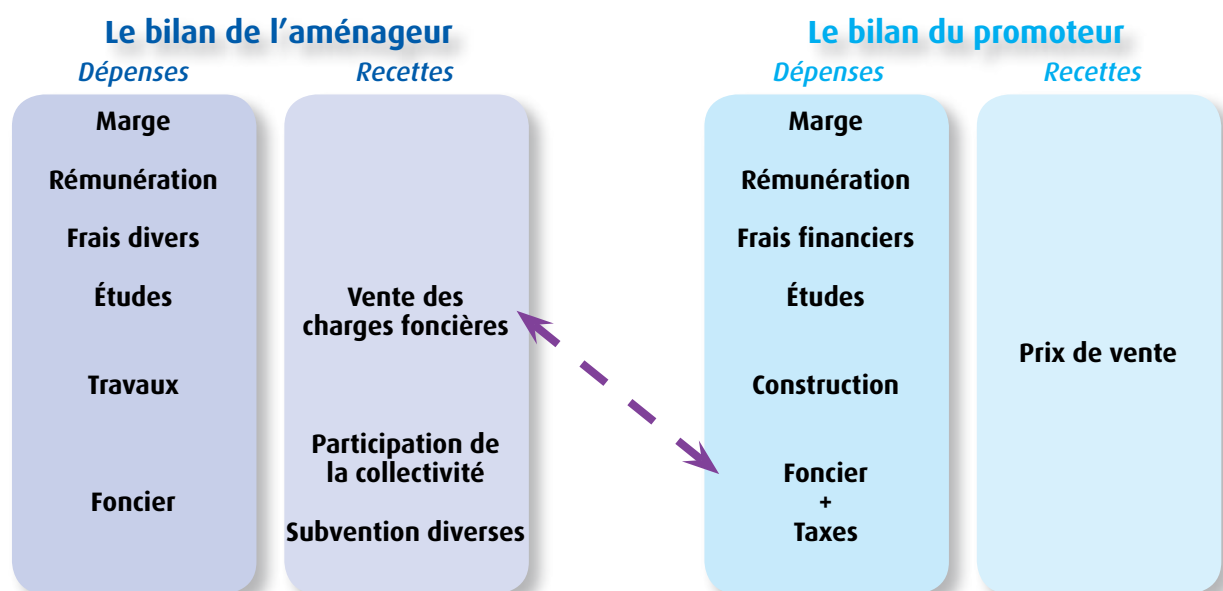 Le bilan de l'aménageur
Dépenses
Recettes
Marge
Rémunération
Frais divers
Études
Travaux
Foncier
Vente des
charges foncières
Participation de
la collectivité
Subvention diverses
Le bilan du promoteur
Dépenses
Recettes
Marge
Rémunération
Frais financiers
Études
Construction
Foncier
+
Taxes
Prix de vente